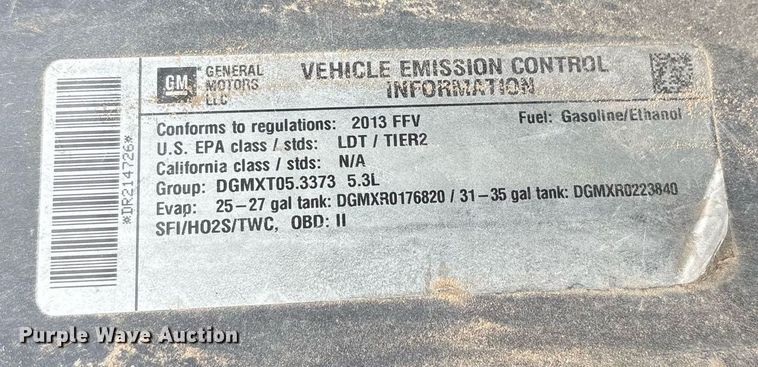 GM GENERAL MOTORS LLC
VEHICLE EMISSION CONTROL
INFORMATION
Conforms to regulations: 2013 FFV Fuel: Gasoline/Ethanol
U.S. EPA class / stds: LDT / TIER2
California class / stds: N/A
Group: DGMXT05.3373 5.3L
Evap: 25-27 gal tank: DGMXR0176820 / 31-35 gal tank: DGMXR0223840
SFI/HO2S/TWC, OBD: II
*DR214726*
Purple Wave Auction